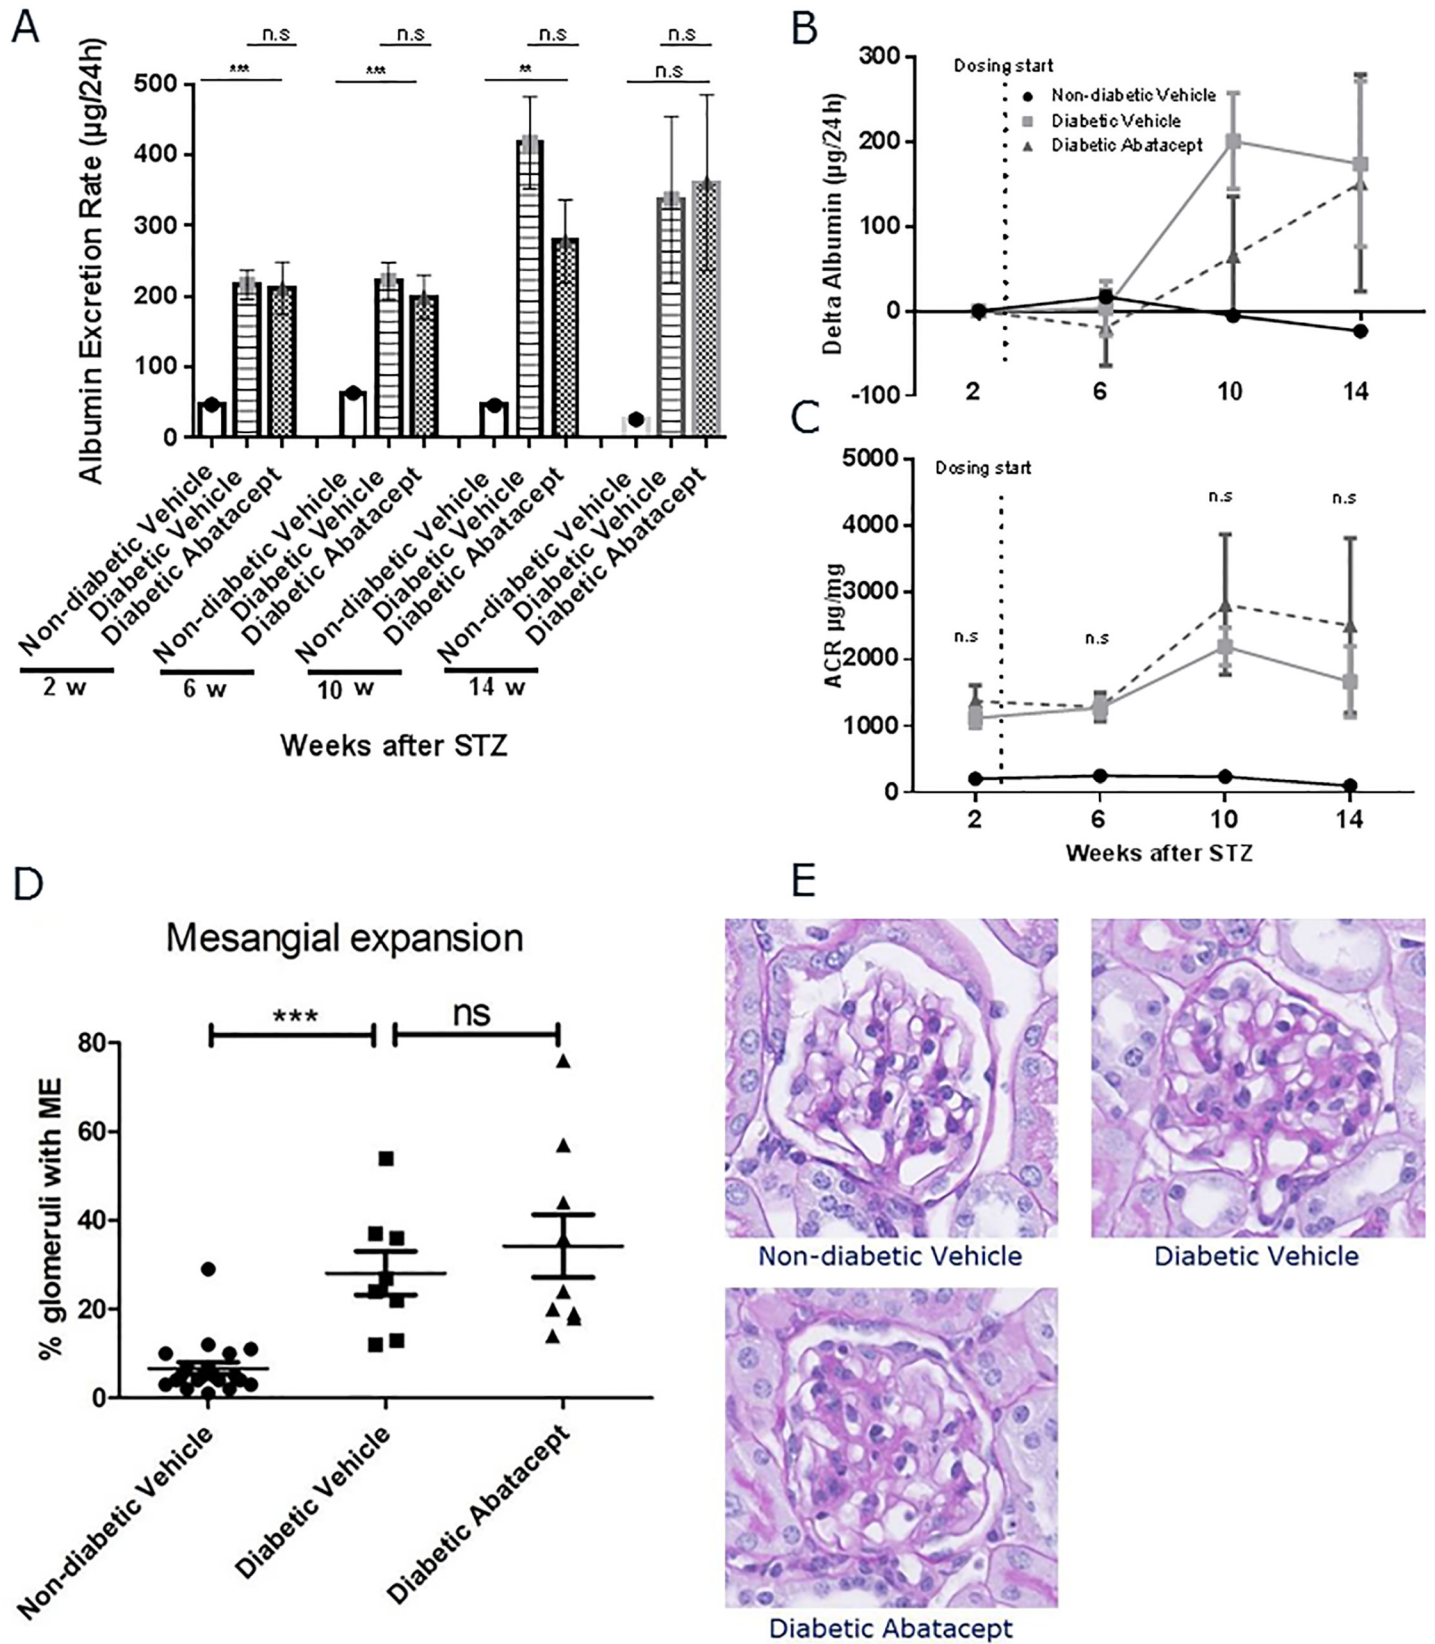 A
n.s n.s n.s n.s
*** *** ** n.s
Albumin Excretion Rate (µg/24h)
500
400
300
200
100
0
Non-diabetic Vehicle
Diabetic Vehicle
Diabetic Abatacept
Non-diabetic Vehicle
Diabetic Vehicle
Diabetic Abatacept
Non-diabetic Vehicle
Diabetic Vehicle
Diabetic Abatacept
Non-diabetic Vehicle
Diabetic Vehicle
Diabetic Abatacept
2 w 6 w 10 w 14 w
Weeks after STZ
B
Delta Albumin (µg/24h)
300
200
100
0
-100
Dosing start
Non-diabetic Vehicle
Diabetic Vehicle
Diabetic Abatacept
2 6 10 14
C
ACR µg/mg
5000
4000
3000
2000
1000
0
Dosing start
n.s n.s n.s n.s
2 6 10 14
Weeks after STZ
D
Mesangial expansion
*** ns
% glomeruli with ME
80
60
40
20
0
Non-diabetic Vehicle
Diabetic Vehicle
Diabetic Abatacept
E
Non-diabetic Vehicle
Diabetic Vehicle
Diabetic Abatacept